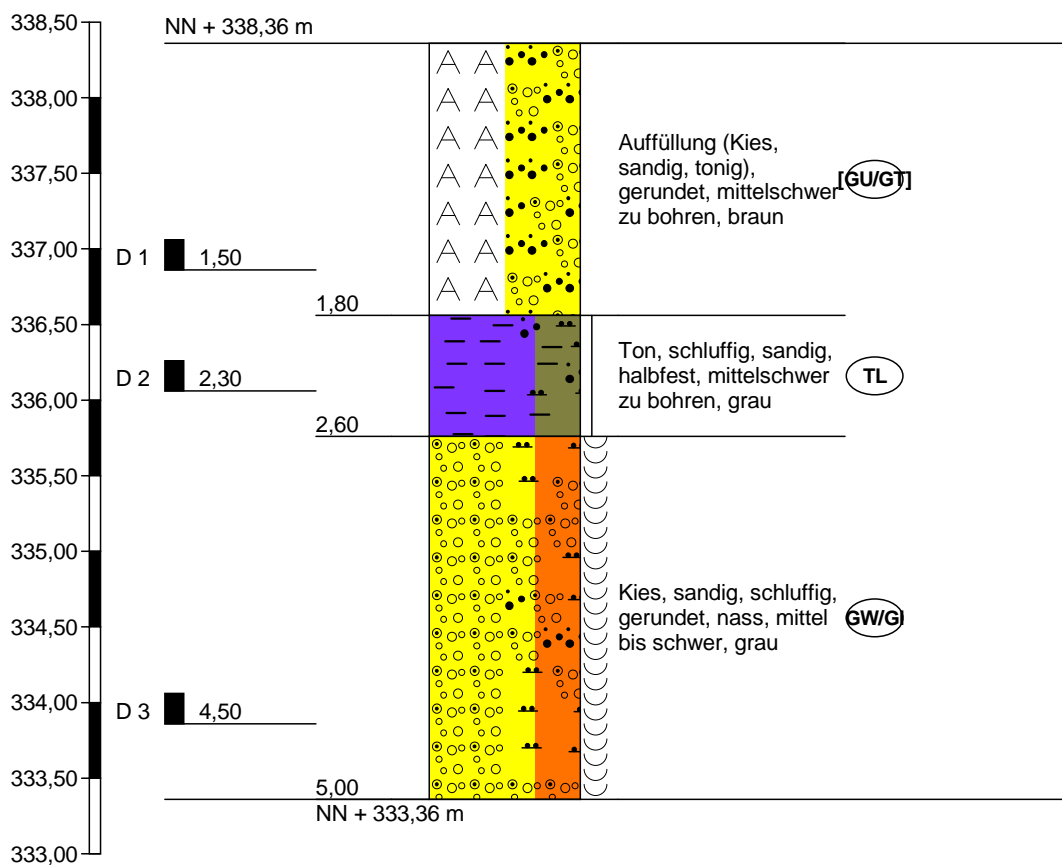 338,50
NN + 338,36 m
338,00
337,50
337,00
336,50
336,00
335,50
335,00
334,50
334,00
333,50
333,00
D 1
1,50
D 2
2,30
D 3
4,50
1,80
2,60
5,00
NN + 333,36 m
A A
A A
A A
A A
A A
A A
A A
Auffüllung (Kies,
sandig, tonig),
gerundet, mittelschwer
zu bohren, braun
[GU/GT]
Ton, schluffig, sandig,
halbfest, mittelschwer
zu bohren, grau
TL
Kies, sandig, schluffig,
gerundet, nass, mittel
bis schwer, grau